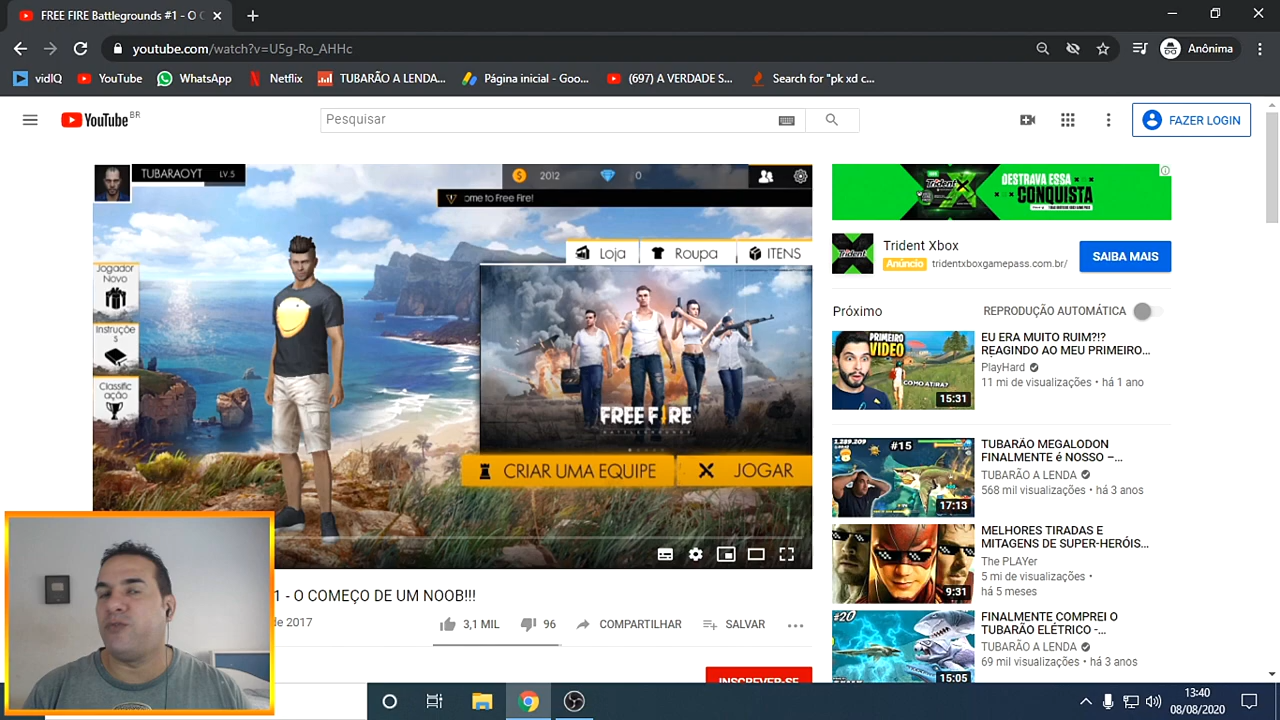 FREE FIRE Battlegrounds #1 - O C
youtube.com/watch?v=U5g-Ro_AHHc
Anônima
vidIQ
YouTube
WhatsApp
Netflix
TUBARÃO A LENDA...
Página inicial - Goo...
(697) A VERDADE S...
Search for "pk xd c...
YouTube BR
Pesquisar
FAZER LOGIN
TUBARAOYT
LV.5
2012
0
ome to Free Fire!
Loja
Roupa
ITENS
Jogador
Novo
Instruçõe
s
Classific
ação
FREE FIRE
BATTLEGROUNDS
CRIAR UMA EQUIPE
JOGAR
1 - O COMEÇO DE UM NOOB!!!
de 2017
3,1 MIL
96
COMPARTILHAR
SALVAR
INSCREVER-SE
DESTRAVA ESSA
CONQUISTA
Trident Xbox
Anúncio tridentxboxgamepass.com.br/
SAIBA MAIS
Próximo
REPRODUÇÃO AUTOMÁTICA
PRIMEIRO
VIDEO
COMO ATIRA?
15:31
EU ERA MUITO RUIM?!?
REAGINDO AO MEU PRIMEIRO...
PlayHard
11 mi de visualizações • há 1 ano
1.289.209
#15
17:13
TUBARÃO MEGALODON
FINALMENTE é NOSSO –...
TUBARÃO A LENDA
568 mil visualizações • há 3 anos
9:31
MELHORES TIRADAS E
MITAGENS DE SUPER-HERÓIS...
The PLAYer
5 mi de visualizações •
há 5 meses
#20
15:05
FINALMENTE COMPREI O
TUBARÃO ELÉTRICO -...
TUBARÃO A LENDA
69 mil visualizações • há 3 anos
13:40
08/08/2020